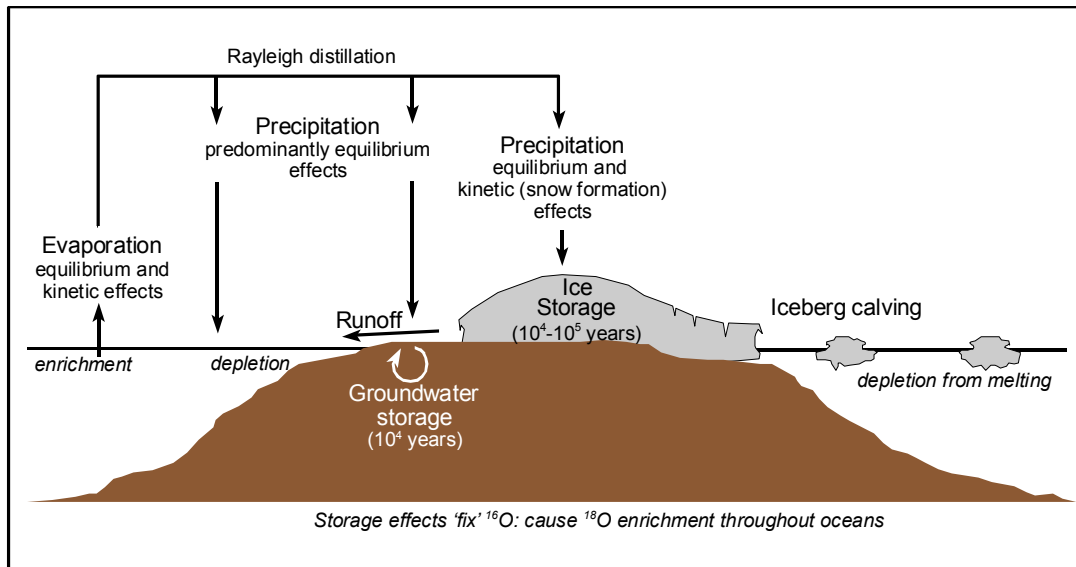 Rayleigh distillation
Precipitation
predominantly equilibrium
effects
Precipitation
equilibrium and
kinetic (snow formation)
effects
Evaporation
equilibrium and
kinetic effects
Ice
Storage
(10⁴-10⁵ years)
Iceberg calving
Runoff
enrichment
depletion
depletion from melting
Groundwater
storage
(10⁴ years)
Storage effects ‘fix’ ¹⁶O: cause ¹⁸O enrichment throughout oceans